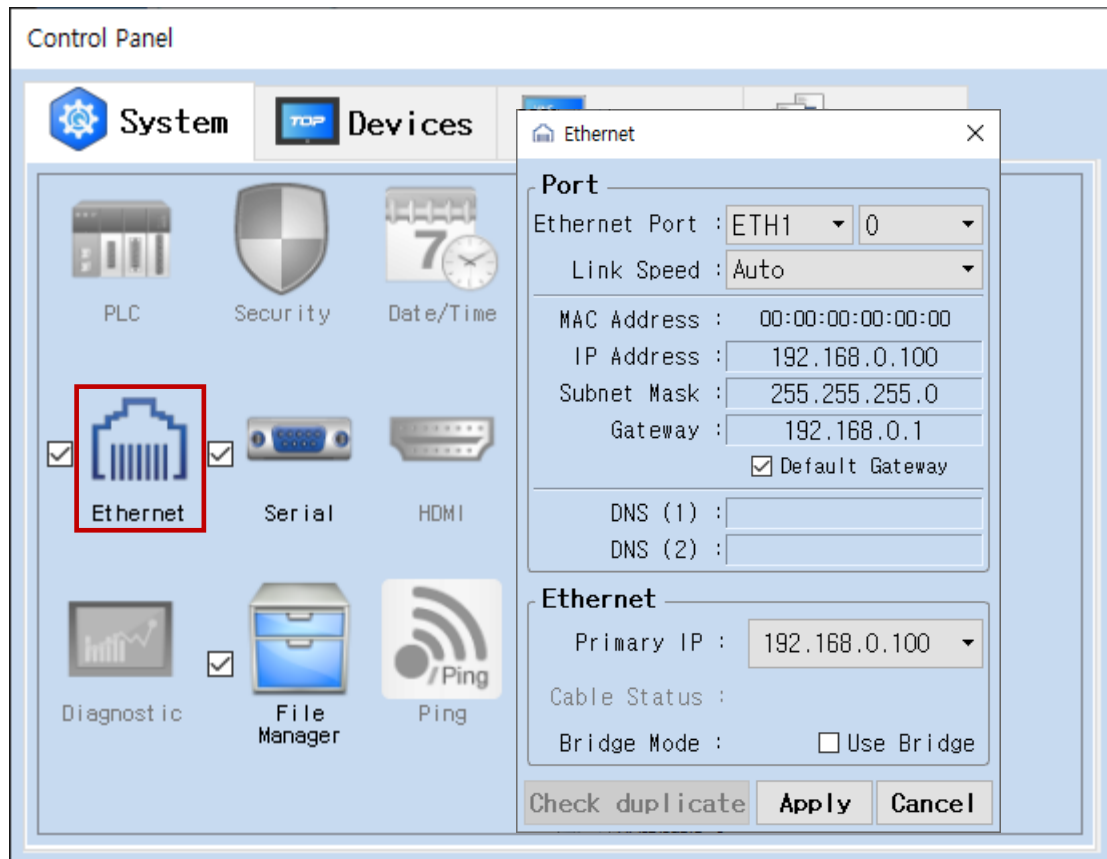 Control Panel
System
TOP Devices
PLC
Security
Date/Time
7
Ethernet
Serial
HDMI
Diagnostic
File
Manager
/Ping
Ping
Ethernet
Port
Ethernet Port : ETH1 0
Link Speed : Auto
MAC Address : 00:00:00:00:00:00
IP Address : 192.168.0.100
Subnet Mask : 255.255.255.0
Gateway : 192.168.0.1
Default Gateway
DNS (1) :
DNS (2) :
Ethernet
Primary IP : 192.168.0.100
Cable Status :
Bridge Mode : Use Bridge
Check duplicate Apply Cancel